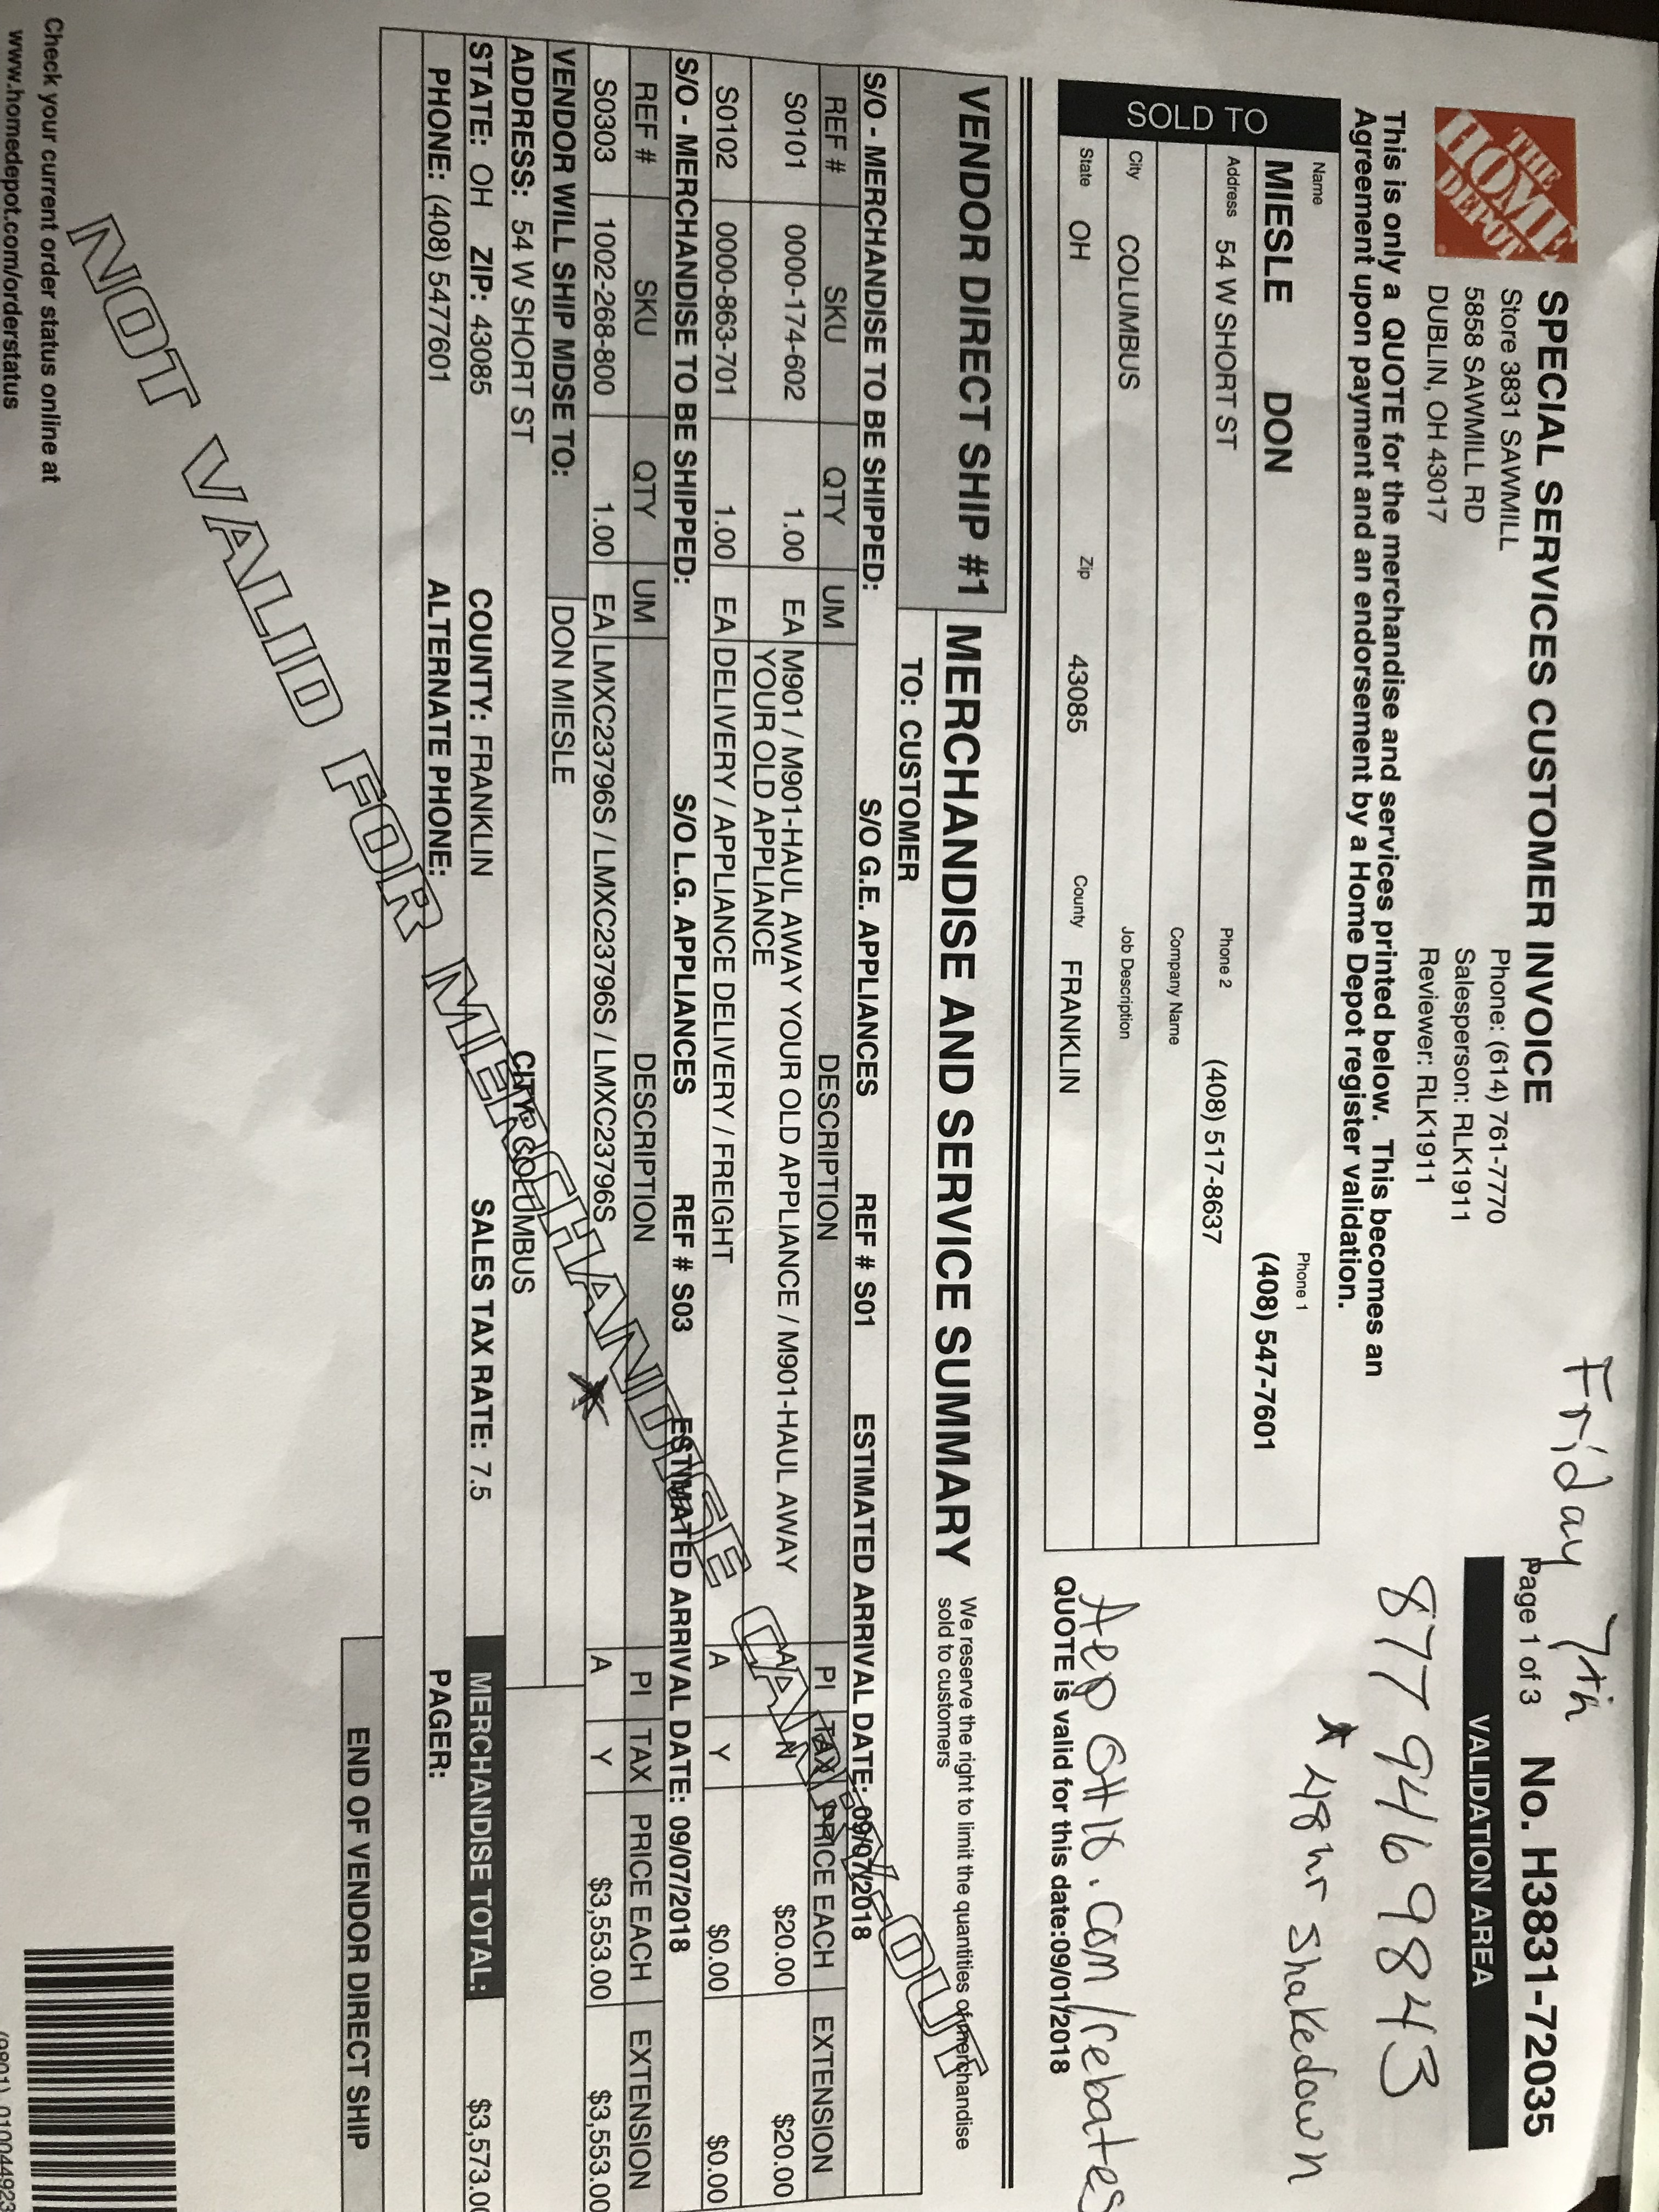 Friday 7th
THE HOME DEPOT
SPECIAL SERVICES CUSTOMER INVOICE
Page 1 of 3 No. H3831-72035
Store 3831 SAWMILL Phone: (614) 761-7770
5858 SAWMILL RD Salesperson: RLK1911
DUBLIN, OH 43017 Reviewer: RLK1911
VALIDATION AREA
877 946 9843
* 48 hr shakedown
This is only a QUOTE for the merchandise and services printed below. This becomes an
Agreement upon payment and an endorsement by a Home Depot register validation.
SOLD TO
Name Phone 1
MIESLE DON (408) 547-7601
Address 54 W SHORT ST Phone 2 (408) 517-8637
Company Name
City COLUMBUS Job Description
State OH Zip 43085 County FRANKLIN
Aep OHIO.com/rebates
QUOTE is valid for this date:09/01/2018
VENDOR DIRECT SHIP #1 MERCHANDISE AND SERVICE SUMMARY
We reserve the right to limit the quantities of merchandise
sold to customers
TO: CUSTOMER
S/O - MERCHANDISE TO BE SHIPPED: S/O G.E. APPLIANCES REF # S01 ESTIMATED ARRIVAL DATE: 09/07/2018
REF # SKU QTY UM DESCRIPTION PI TAX PRICE EACH EXTENSION
S0101 0000-174-602 1.00 EA M901 / M901-HAUL AWAY YOUR OLD APPLIANCE / M901-HAUL AWAY A N $20.00 $20.00
YOUR OLD APPLIANCE
S0102 0000-863-701 1.00 EA DELIVERY / APPLIANCE DELIVERY / FREIGHT A Y $0.00 $0.00
S/O - MERCHANDISE TO BE SHIPPED: S/O L.G. APPLIANCES REF # S03 ESTIMATED ARRIVAL DATE: 09/07/2018
REF # SKU QTY UM DESCRIPTION PI TAX PRICE EACH EXTENSION
S0303 1002-268-800 1.00 EA LMXC23796S / LMXC23796S / LMXC23796S A Y $3,553.00 $3,553.00
VENDOR WILL SHIP MDSE TO: DON MIESLE
ADDRESS: 54 W SHORT ST CITY: COLUMBUS
MERCHANDISE TOTAL: $3,573.00
STATE: OH ZIP: 43085 COUNTY: FRANKLIN SALES TAX RATE: 7.5
PHONE: (408) 5477601 ALTERNATE PHONE: PAGER:
END OF VENDOR DIRECT SHIP
NOT VALID FOR MERCHANDISE CARRY-OUT
Check your current order status online at
www.homedepot.com/orderstatus